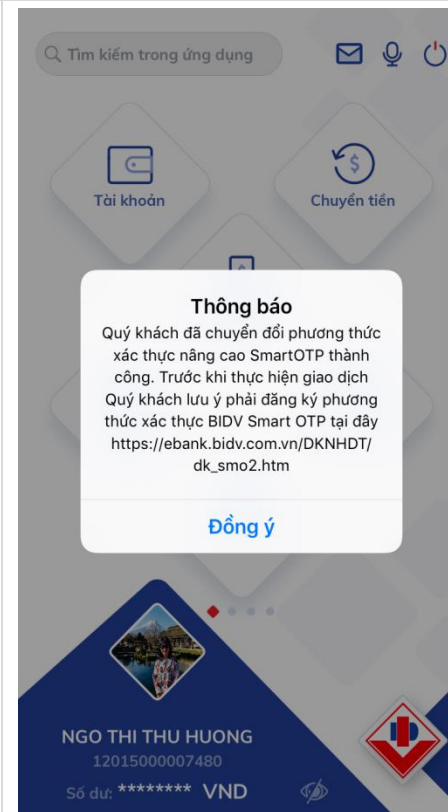 Tìm kiếm trong ứng dụng
Tài khoản
Chuyển tiền
Thông báo
Quý khách đã chuyển đổi phương thức
xác thực nâng cao SmartOTP thành
công. Trước khi thực hiện giao dịch
Quý khách lưu ý phải đăng ký phương
thức xác thực BIDV Smart OTP tại đây
https://ebank.bidv.com.vn/DKNHDT/
dk_smo2.htm
Đồng ý
NGO THI THU HUONG
12015000007480
Số dư: ******** VND